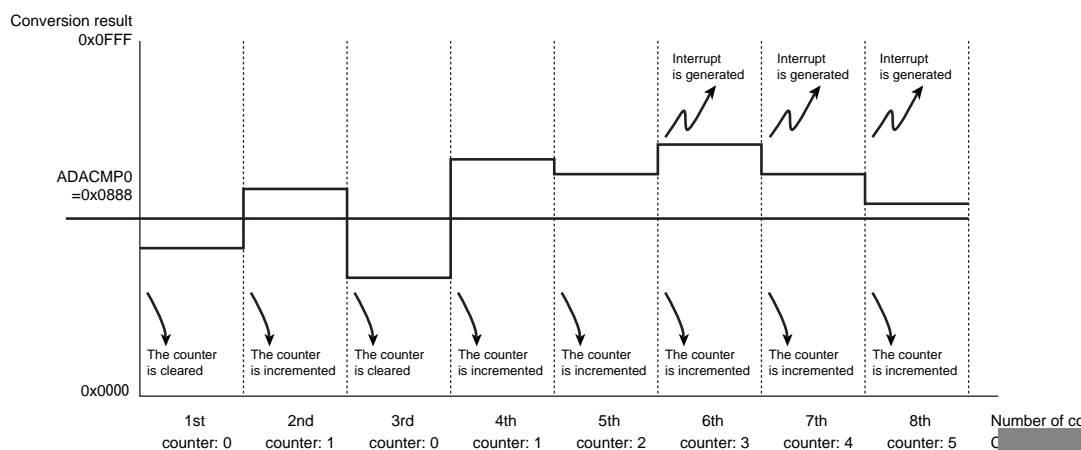 Conversion result
0x0FFF
Interrupt
is generated
Interrupt
is generated
Interrupt
is generated
ADACMP0
=0x0888
The counter
is cleared
The counter
is incremented
The counter
is cleared
The counter
is incremented
The counter
is incremented
The counter
is incremented
The counter
is incremented
The counter
is incremented
0x0000
1st 2nd 3rd 4th 5th 6th 7th 8th Number of
counter: 0 counter: 1 counter: 0 counter: 1 counter: 2 counter: 3 counter: 4 counter: 5